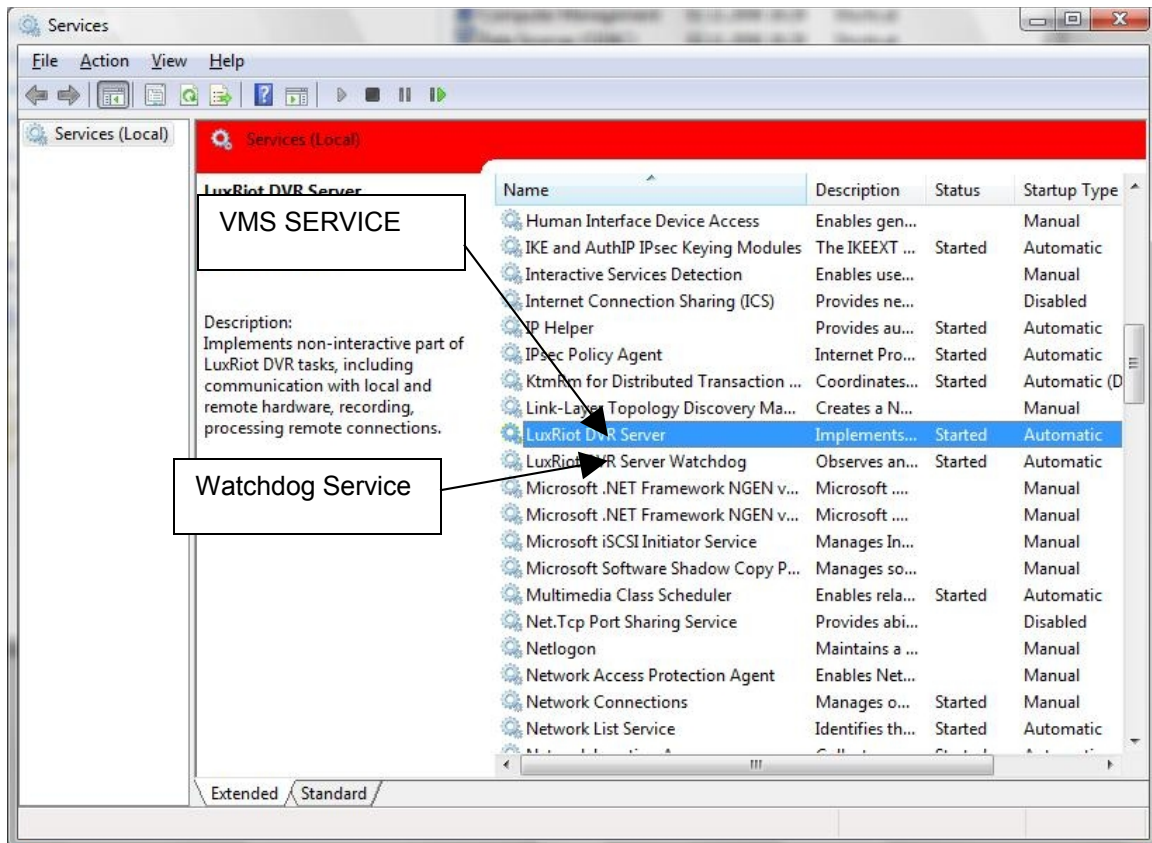 Services
File Action View Help
Services (Local)
Services (Local)
LuxRiot DVR Server
VMS SERVICE
Description:
Implements non-interactive part of
LuxRiot DVR tasks, including
communication with local and
remote hardware, recording,
processing remote connections.
Watchdog Service
Name Description Status Startup Type
Human Interface Device Access Enables gen... Manual
IKE and AuthIP IPsec Keying Modules The IKEEXT ... Started Automatic
Interactive Services Detection Enables use... Manual
Internet Connection Sharing (ICS) Provides ne... Disabled
IP Helper Provides au... Started Automatic
IPsec Policy Agent Internet Pro... Started Automatic
KtmRm for Distributed Transaction ... Coordinates... Started Automatic (D
Link-Layer Topology Discovery Ma... Creates a N... Manual
LuxRiot DVR Server Implements... Started Automatic
LuxRiot DVR Server Watchdog Observes an... Started Automatic
Microsoft .NET Framework NGEN v... Microsoft .... Manual
Microsoft .NET Framework NGEN v... Microsoft .... Manual
Microsoft iSCSI Initiator Service Manages In... Manual
Microsoft Software Shadow Copy P... Manages so... Manual
Multimedia Class Scheduler Enables rela... Started Automatic
Net.Tcp Port Sharing Service Provides abi... Disabled
Netlogon Maintains a ... Manual
Network Access Protection Agent Enables Net... Manual
Network Connections Manages o... Started Manual
Network List Service Identifies th... Started Automatic
Extended Standard